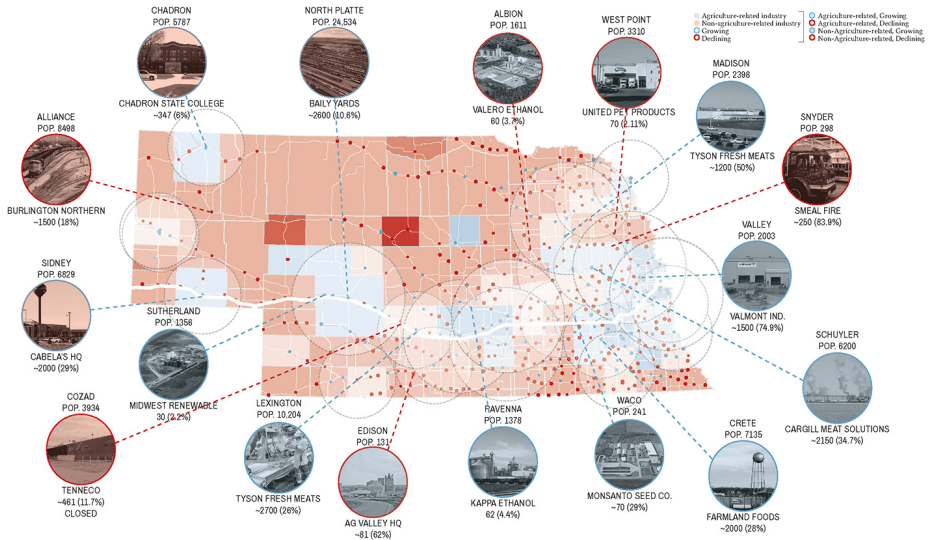 CHADRON
POP. 5787
CHADRON STATE COLLEGE
~347 (6%)
NORTH PLATTE
POP. 24,534
BAILY YARDS
~2600 (10.6%)
ALBION
POP. 1611
VALERO ETHANOL
60 (3.7%)
WEST POINT
POP. 3310
UNITED PET PRODUCTS
70 (2.11%)
Agriculture-related industry
Non-agriculture-related industry
Growing
Declining
Agriculture-related, Growing
Agriculture-related, Declining
Non-Agriculture-related, Growing
Non-Agriculture-related, Declining
MADISON
POP. 2398
TYSON FRESH MEATS
~1200 (50%)
ALLIANCE
POP. 8498
BURLINGTON NORTHERN
~1500 (18%)
SNYDER
POP. 298
SMEAL FIRE
~250 (83.9%)
VALLEY
POP. 2003
VALMONT IND.
~1500 (74.9%)
SIDNEY
POP. 6829
CABELA'S HQ
~2000 (29%)
SUTHERLAND
POP. 1356
MIDWEST RENEWABLE
30 (2.2%)
SCHUYLER
POP. 6200
CARGILL MEAT SOLUTIONS
~2150 (34.7%)
COZAD
POP. 3934
TENNECO
~461 (11.7%)
CLOSED
LEXINGTON
POP. 10,204
TYSON FRESH MEATS
~2700 (26%)
EDISON
POP. 131
AG VALLEY HQ
~81 (62%)
RAVENNA
POP. 1378
KAPPA ETHANOL
62 (4.4%)
WACO
POP. 241
MONSANTO SEED CO.
~70 (29%)
CRETE
POP. 7135
FARMLAND FOODS
~2000 (28%)